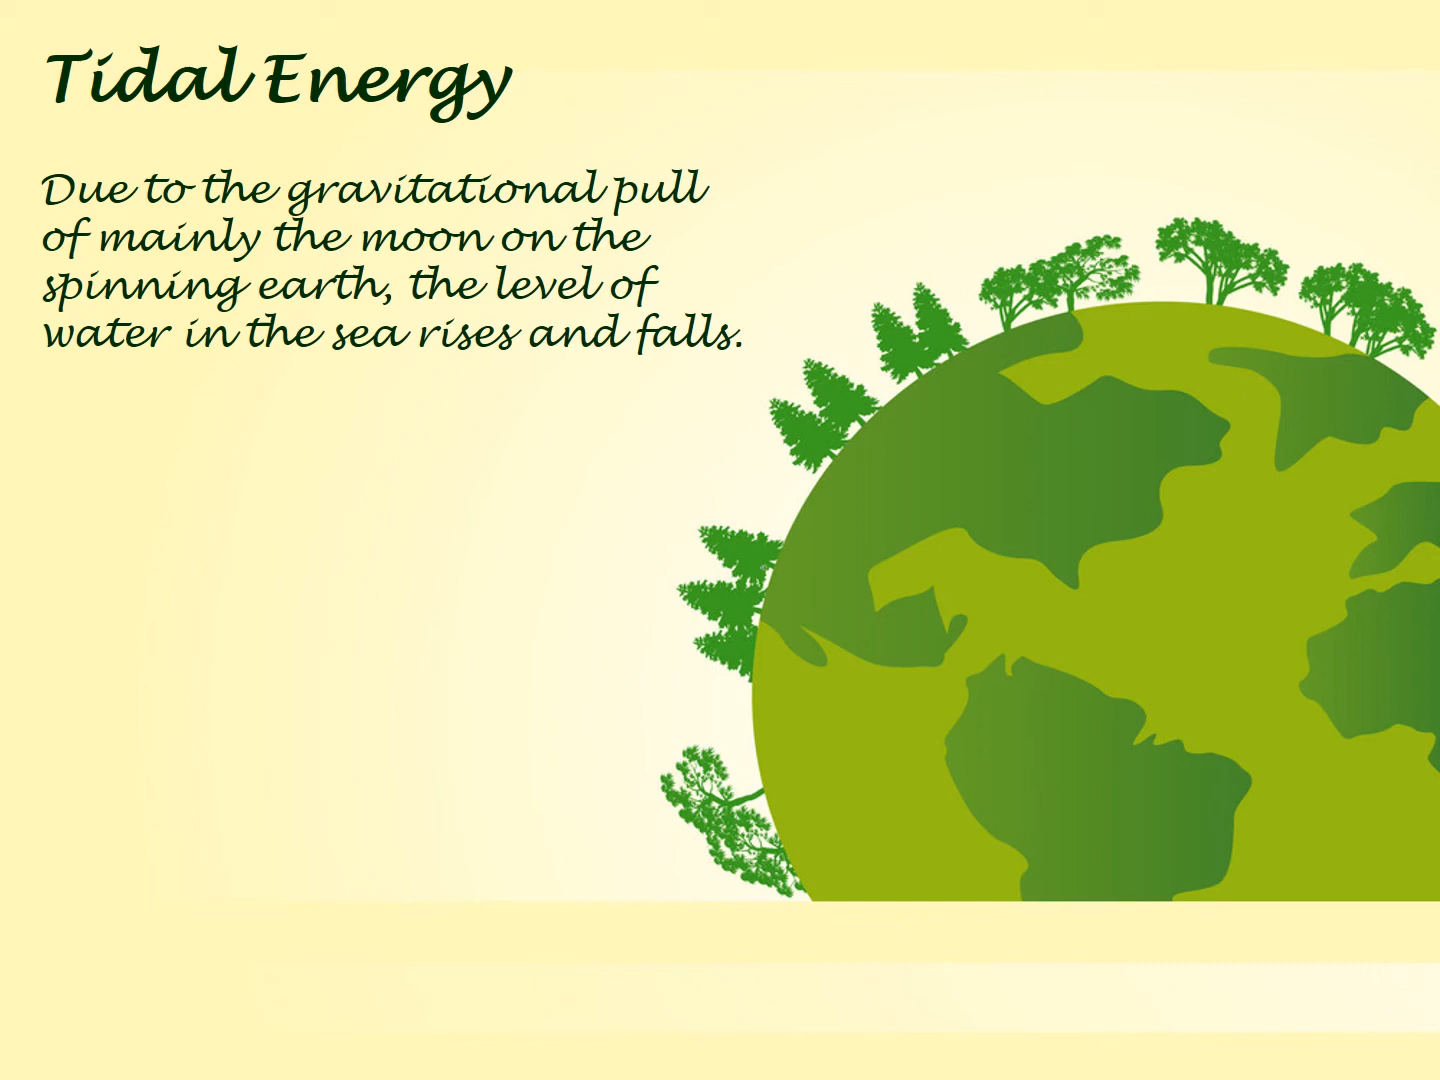 Tidal Energy
Due to the gravitational pull
of mainly the moon on the
spinning earth, the level of
water in the sea rises and falls.